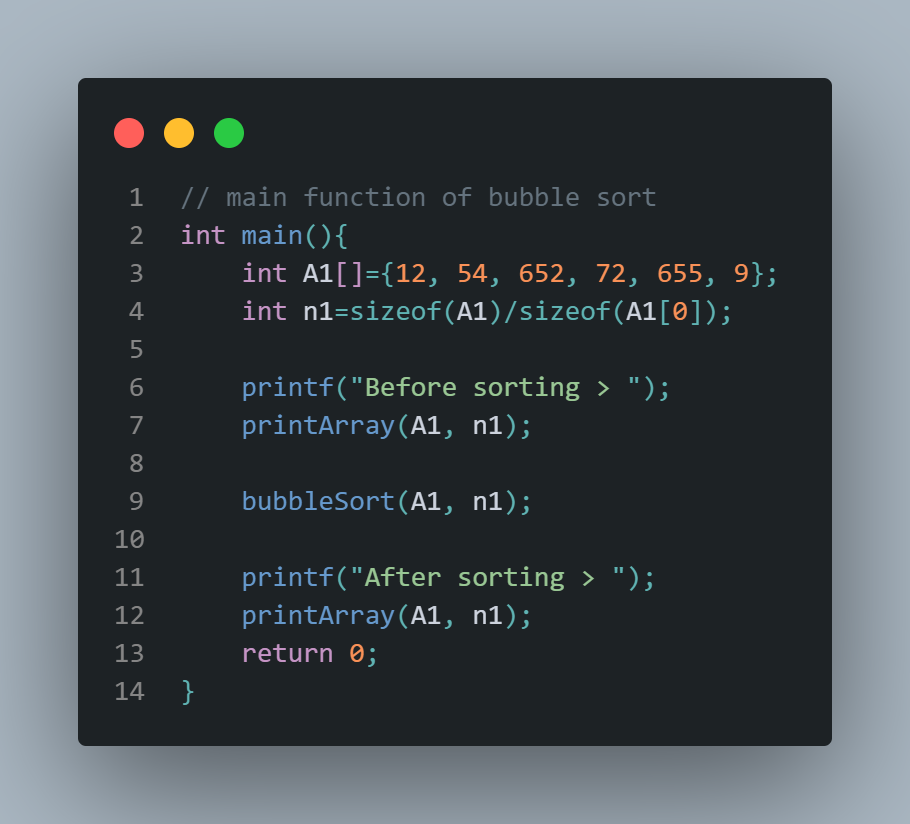 1 // main function of bubble sort
2 int main(){
3     int A1[]={12, 54, 652, 72, 655, 9};
4     int n1=sizeof(A1)/sizeof(A1[0]);
5
6     printf("Before sorting > ");
7     printArray(A1, n1);
8
9     bubbleSort(A1, n1);
10
11     printf("After sorting > ");
12     printArray(A1, n1);
13     return 0;
14 }